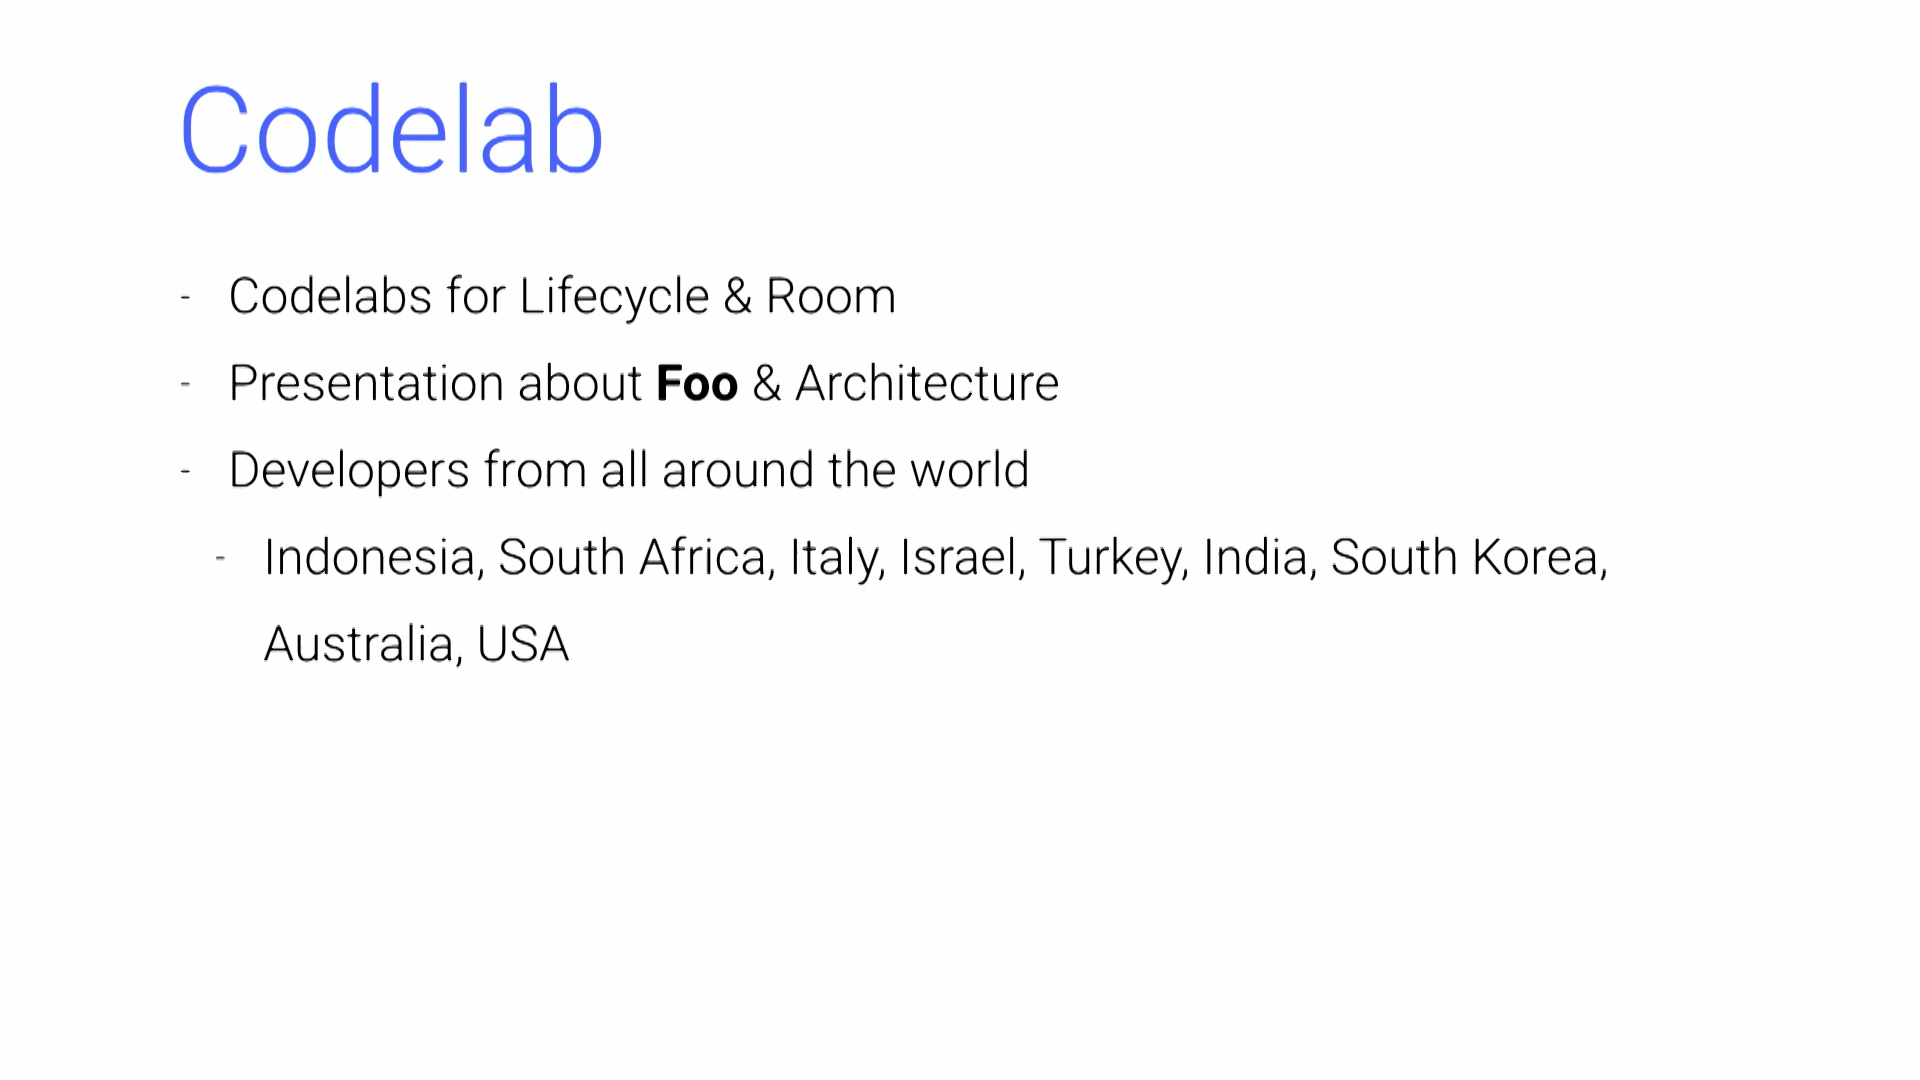 Codelab
- Codelabs for Lifecycle & Room
- Presentation about Foo & Architecture
- Developers from all around the world
- Indonesia, South Africa, Italy, Israel, Turkey, India, South Korea,
Australia, USA